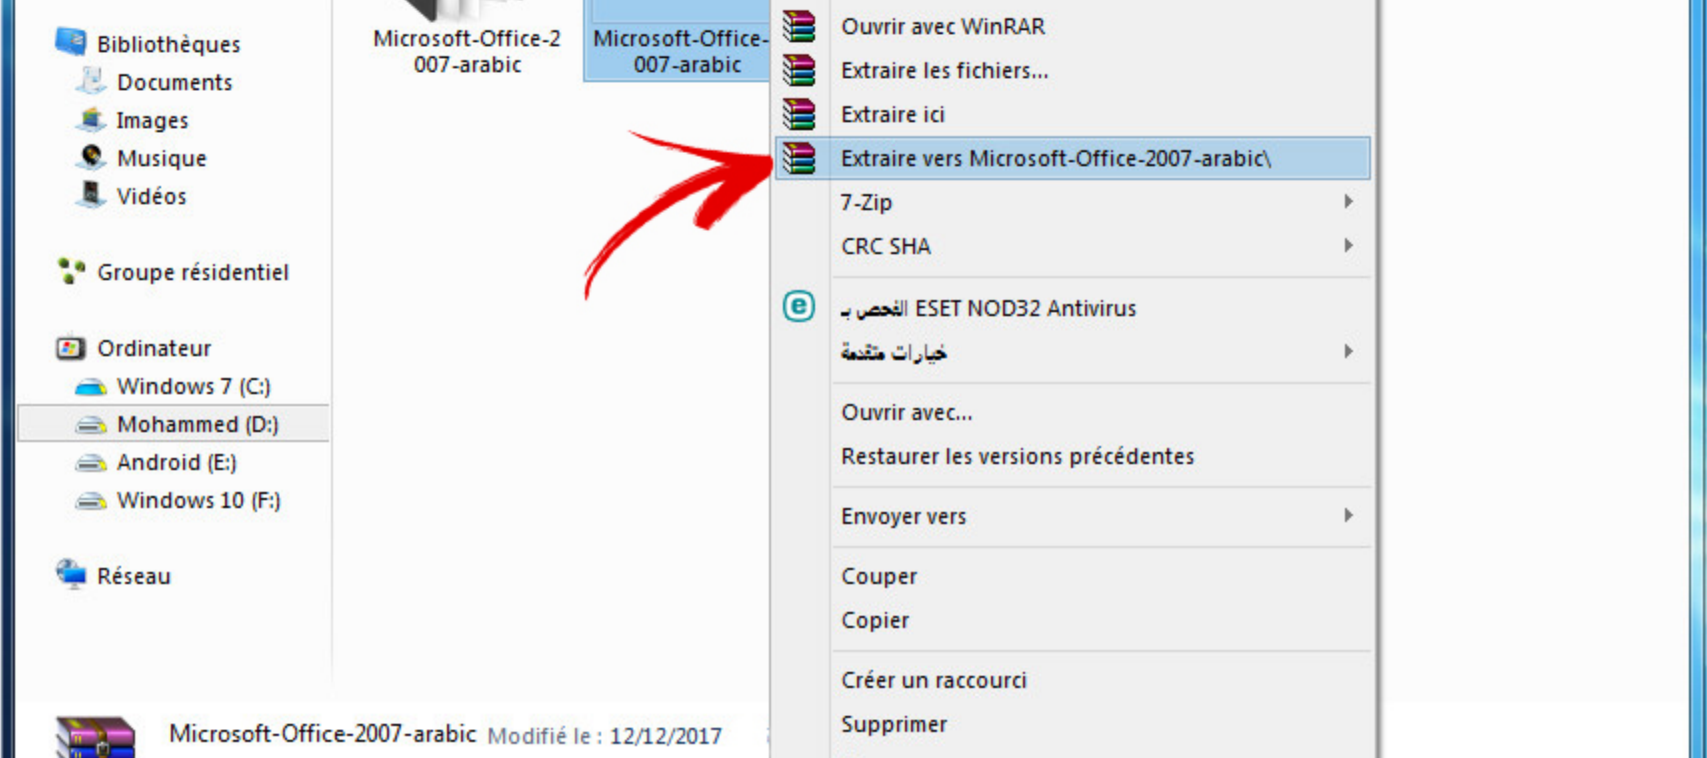 Bibliothèques
Documents
Images
Musique
Vidéos
Groupe résidentiel
Ordinateur
Windows 7 (C:)
Mohammed (D:)
Android (E:)
Windows 10 (F:)
Réseau
Microsoft-Office-2
007-arabic
Microsoft-Office-
007-arabic
Ouvrir avec WinRAR
Extraire les fichiers...
Extraire ici
Extraire vers Microsoft-Office-2007-arabic\
7-Zip
CRC SHA
الفحص بـ ESET NOD32 Antivirus
خيارات متقدمة
Ouvrir avec...
Restaurer les versions précédentes
Envoyer vers
Couper
Copier
Créer un raccourci
Supprimer
Microsoft-Office-2007-arabic Modifié le : 12/12/2017